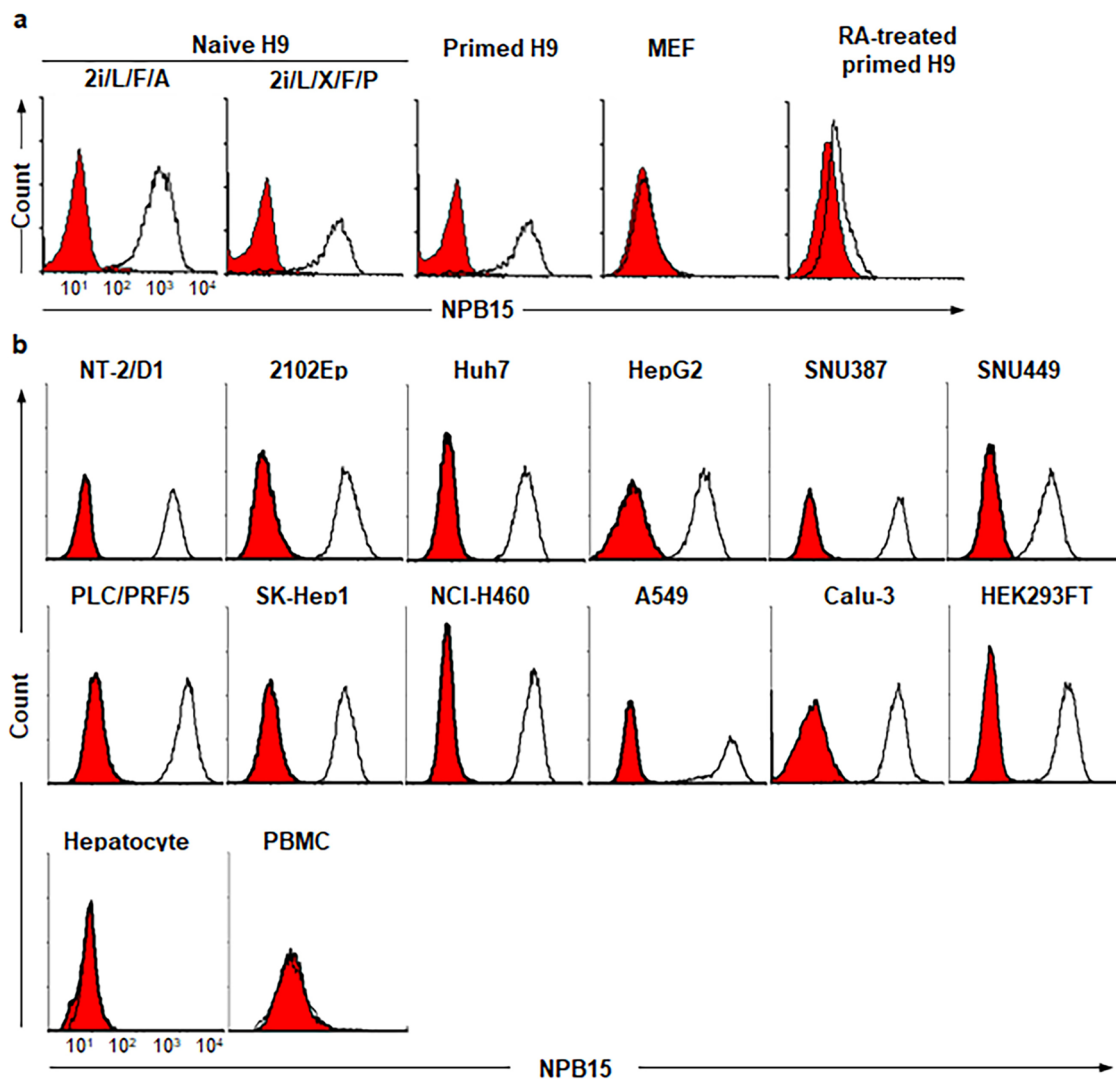 a
Naive H9
Primed H9
MEF
RA-treated
primed H9
2i/L/F/A
2i/L/X/F/P
Count
10¹ 10² 10³ 10⁴
NPB15
b
NT-2/D1
2102Ep
Huh7
HepG2
SNU387
SNU449
PLC/PRF/5
SK-Hep1
NCI-H460
A549
Calu-3
HEK293FT
Count
Hepatocyte
PBMC
10¹ 10² 10³ 10⁴
NPB15